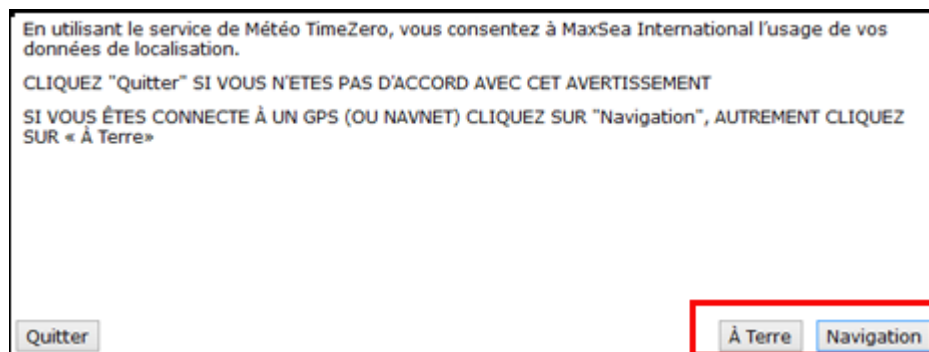 En utilisant le service de Météo TimeZero, vous consentez à MaxSea International l'usage de vos
données de localisation.
CLIQUEZ "Quitter" SI VOUS N'ETES PAS D'ACCORD AVEC CET AVERTISSEMENT
SI VOUS ÊTES CONNECTE À UN GPS (OU NAVNET) CLIQUEZ SUR "Navigation", AUTREMENT CLIQUEZ
SUR « À Terre»
Quitter À Terre Navigation